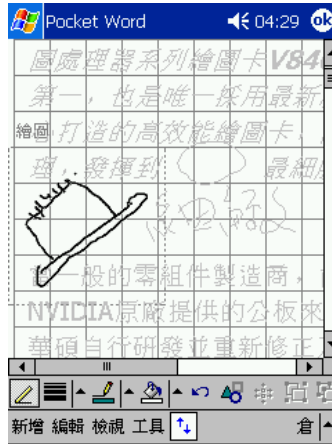 Pocket Word 4:29 ok
圖處理器系列繪圖卡 V84
第一，也是唯一採用最新
繪圖 打造的高效能繪圖卡
理，發揮到 最細
一般的零組件製造商，
NVIDIA原廠提供的公板來
華碩自行研發並重新修正
新增 編輯 檢視 工具 倉